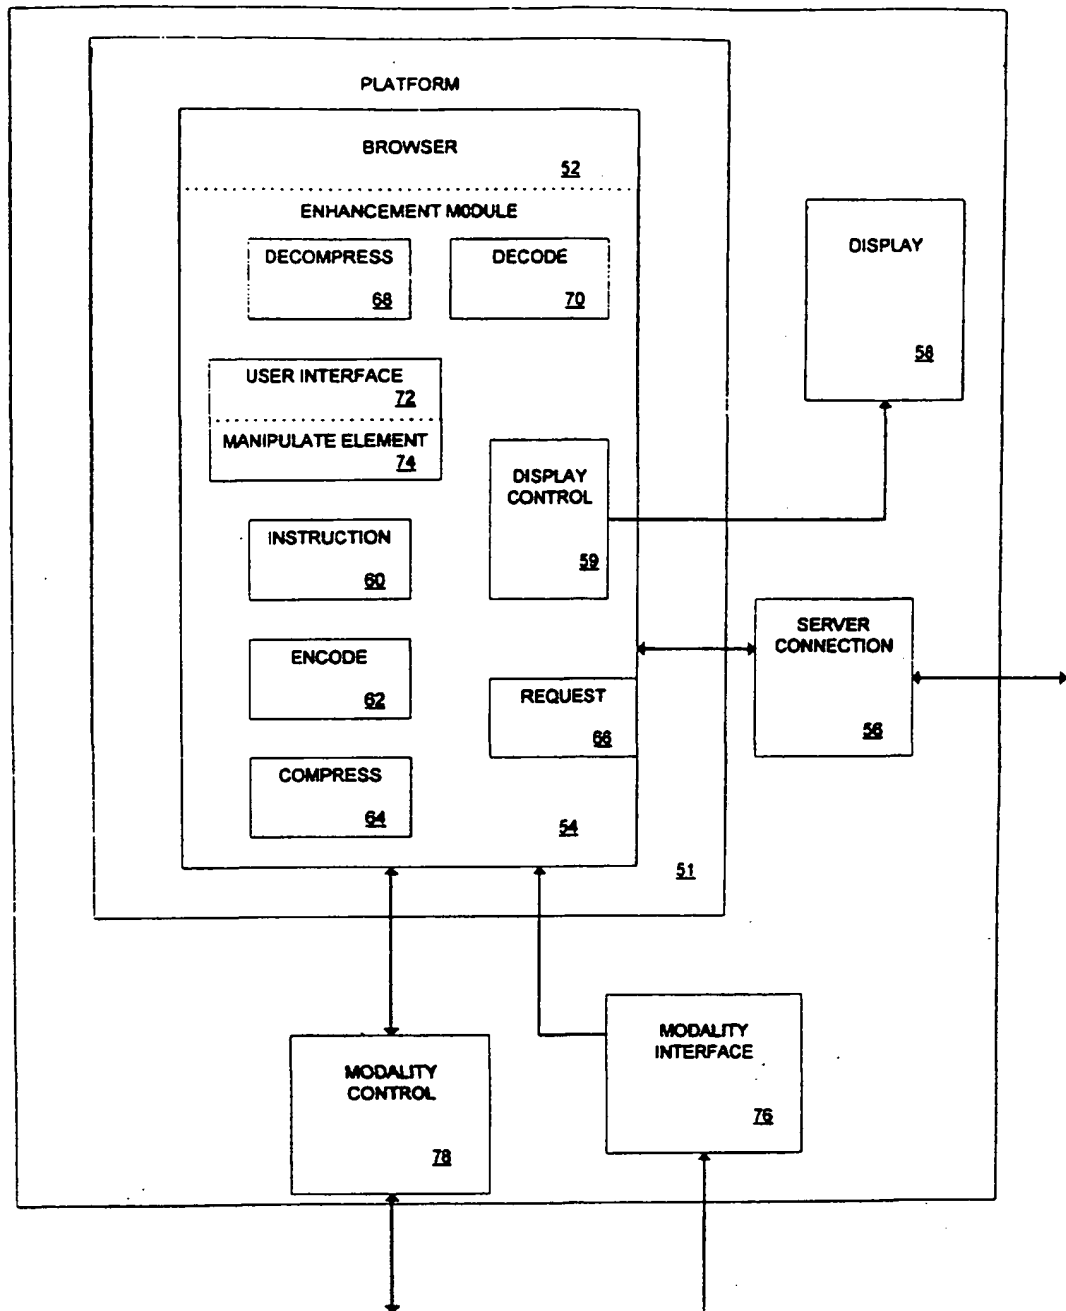 PLATFORM
BROWSER
52
ENHANCEMENT MODULE
DECOMPRESS
68
DECODE
70
DISPLAY
58
USER INTERFACE
72
MANIPULATE ELEMENT
74
DISPLAY
CONTROL
59
INSTRUCTION
60
ENCODE
62
SERVER
CONNECTION
56
REQUEST
66
COMPRESS
64
54
51
MODALITY
CONTROL
78
MODALITY
INTERFACE
76